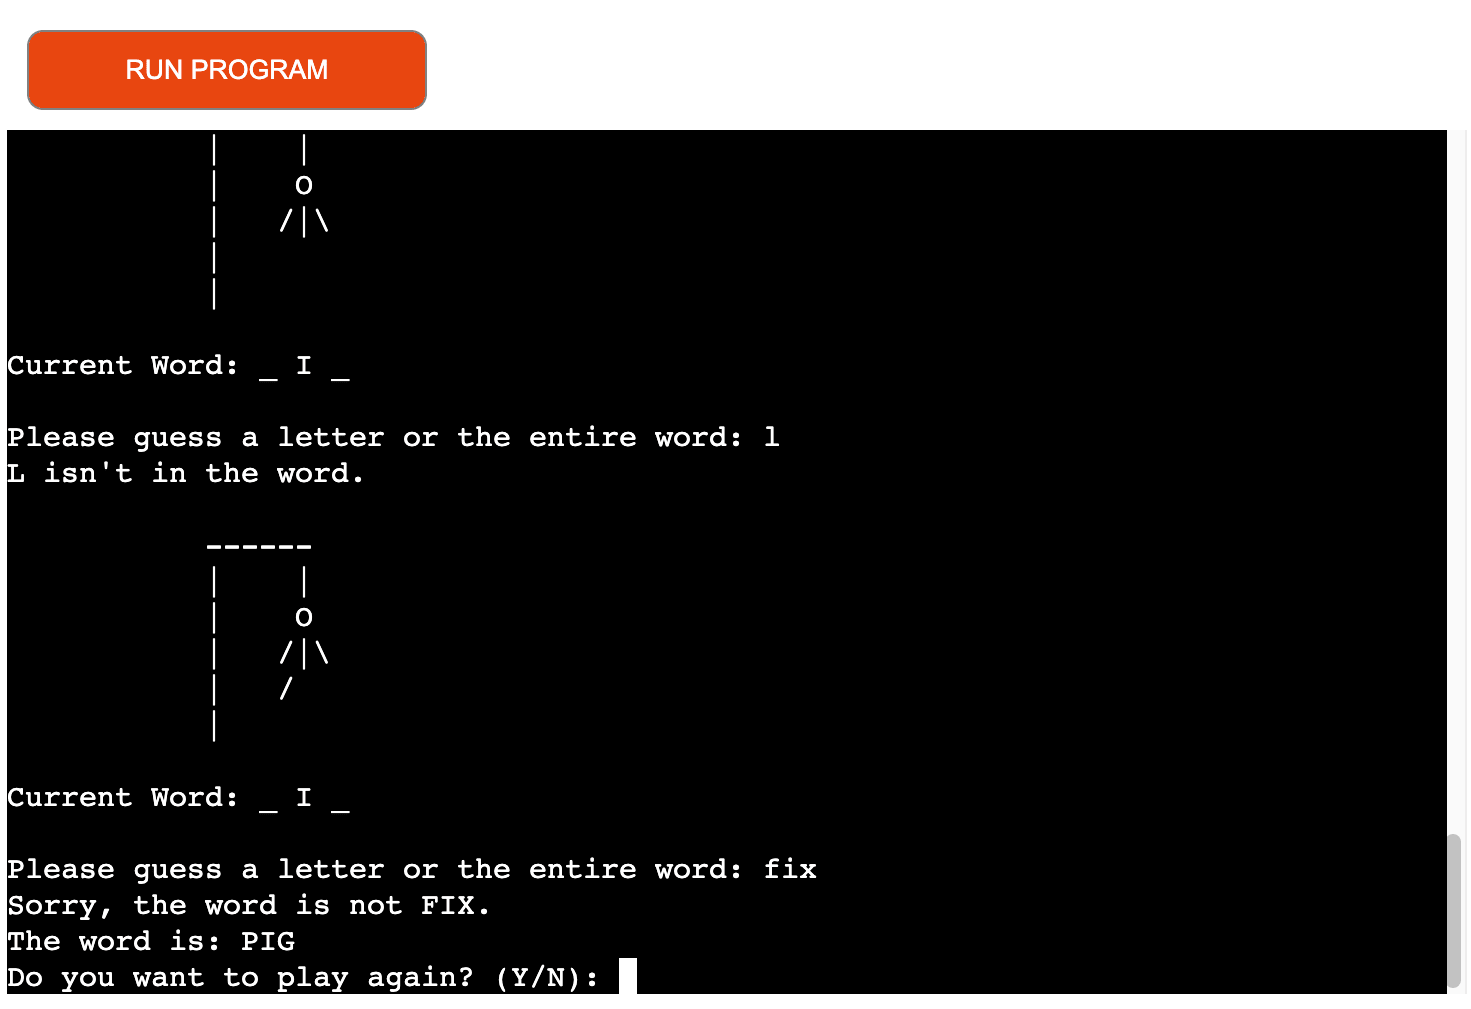 RUN PROGRAM
|    |
|    o
|   /|\
|
|
Current Word: _ I _
Please guess a letter or the entire word: l
L isn't in the word.
------
|    |
|    o
|   /|\
|   /
|
Current Word: _ I _
Please guess a letter or the entire word: fix
Sorry, the word is not FIX.
The word is: PIG
Do you want to play again? (Y/N):